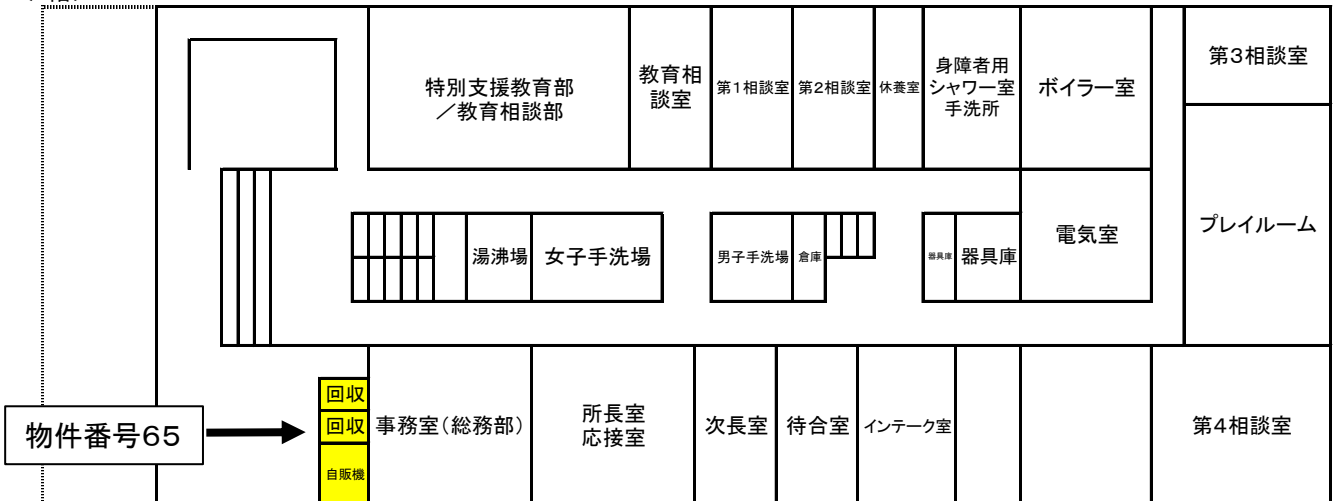 特別支援教育部
／教育相談部
教育相
談室
第1相談室
第2相談室
休養室
身障者用
シャワー室
手洗所
ボイラー室
第3相談室
湯沸場
女子手洗場
男子手洗場
倉庫
器具庫
器具庫
電気室
プレイルーム
物件番号65
回収
回収
自販機
事務室（総務部）
所長室
応接室
次長室
待合室
インテーク室
第4相談室